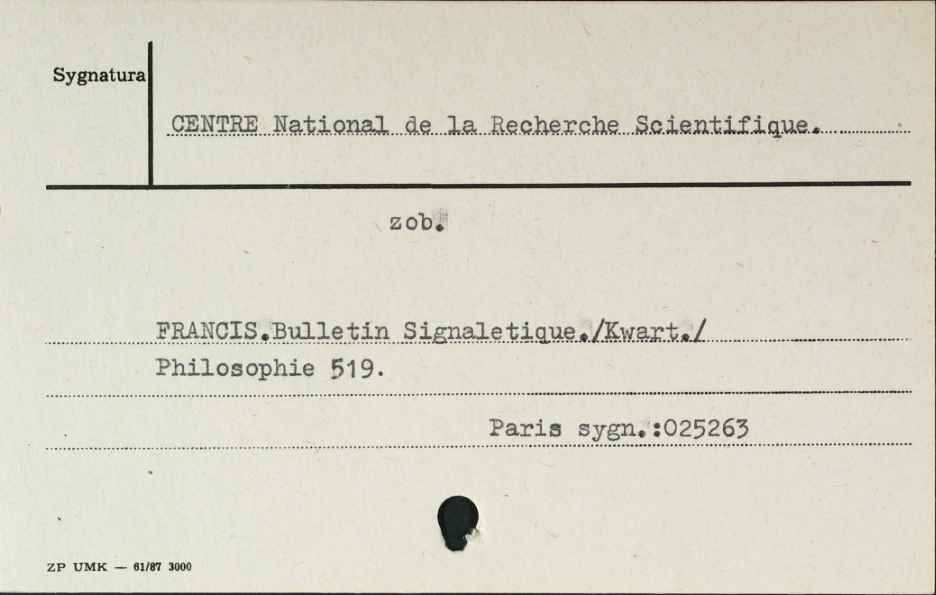 Sygnatura
CENTRE National de la Recherche Scientifique.
zob.
FRANCIS.Bulletin Signaletique./Kwart./
Philosophie 519.
Paris sygn.:025263
ZP UMK — 61/87 3000